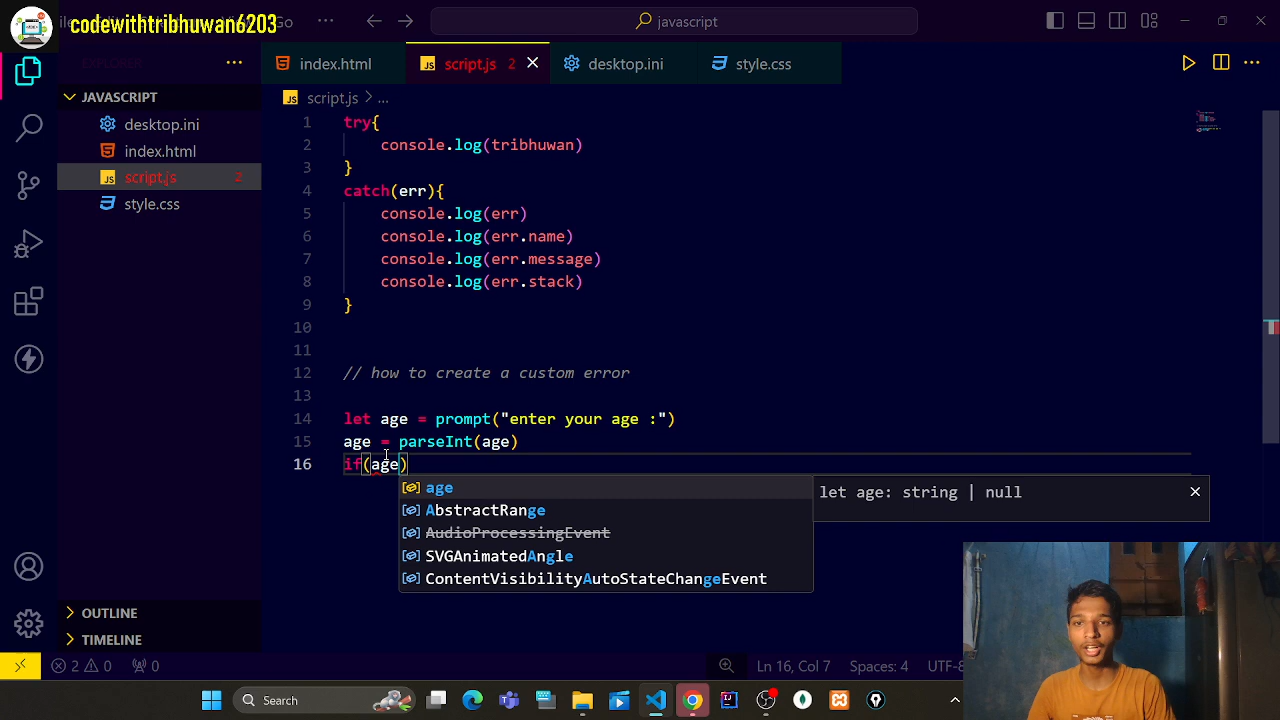 codewithtribhuwan6203
Go
javascript
EXPLORER
index.html
script.js 2
desktop.ini
style.css
JAVASCRIPT
desktop.ini
index.html
script.js 2
style.css
script.js > ...
1 try{
2 console.log(tribhuwan)
3 }
4 catch(err){
5 console.log(err)
6 console.log(err.name)
7 console.log(err.message)
8 console.log(err.stack)
9 }
10
11
12 // how to create a custom error
13
14 let age = prompt("enter your age :")
15 age = parseInt(age)
16 if(age)
age
AbstractRange
AudioProcessingEvent
SVGAnimatedAngle
ContentVisibilityAutoStateChangeEvent
let age: string | null
OUTLINE
TIMELINE
2 0 0
Ln 16, Col 7 Spaces: 4 UTF-8
Search